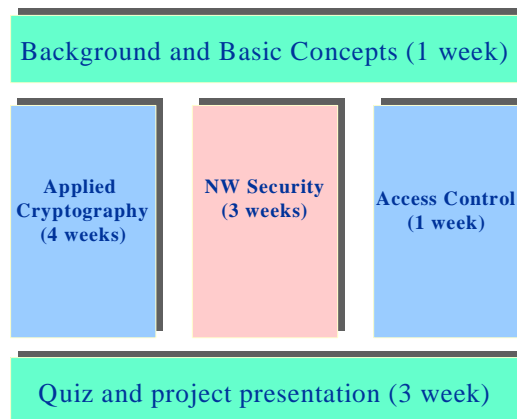 Background and Basic Concepts (1 week)
Applied
Cryptography
(4 weeks)
NW Security
(3 weeks)
Access Control
(1 week)
Quiz and project presentation (3 week)